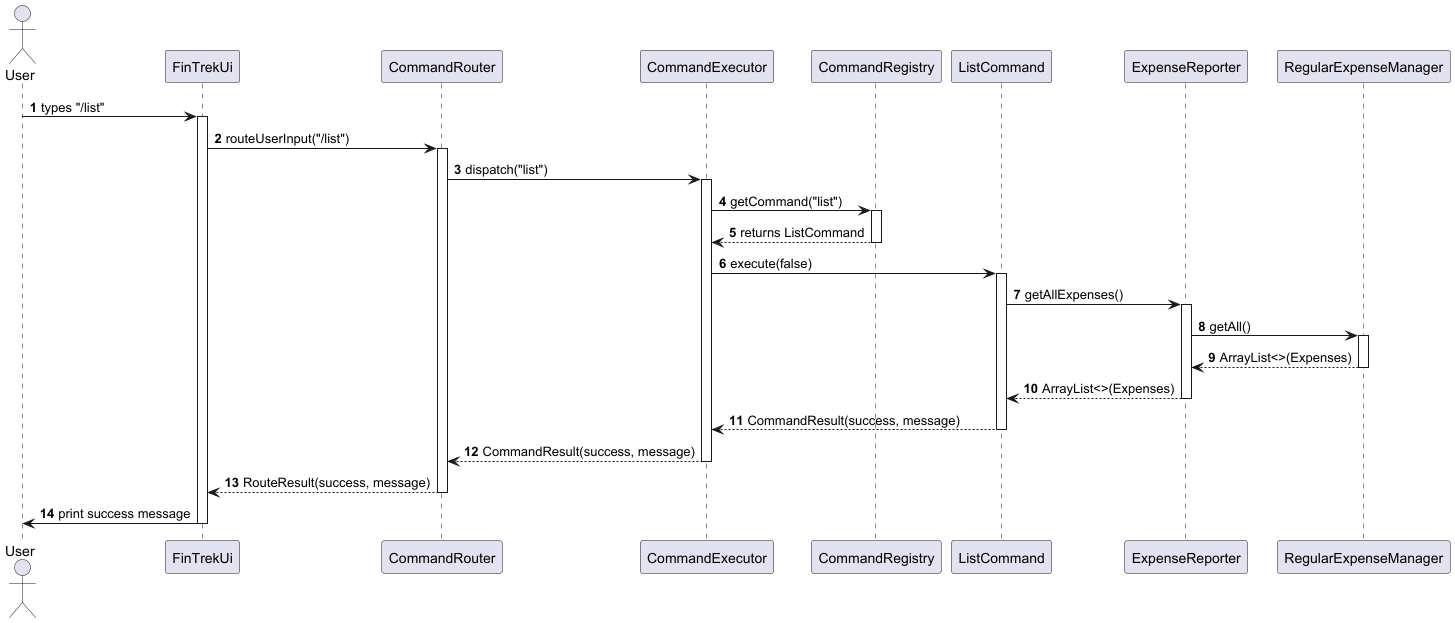 User
FinTrekUi
CommandRouter
CommandExecutor
CommandRegistry
ListCommand
ExpenseReporter
RegularExpenseManager
1 types "/list"
2 routeUserInput("/list")
3 dispatch("list")
4 getCommand("list")
5 returns ListCommand
6 execute(false)
7 getAllExpenses()
8 getAll()
9 ArrayList<>(Expenses)
10 ArrayList<>(Expenses)
11 CommandResult(success, message)
12 CommandResult(success, message)
13 RouteResult(success, message)
14 print success message
User
FinTrekUi
CommandRouter
CommandExecutor
CommandRegistry
ListCommand
ExpenseReporter
RegularExpenseManager